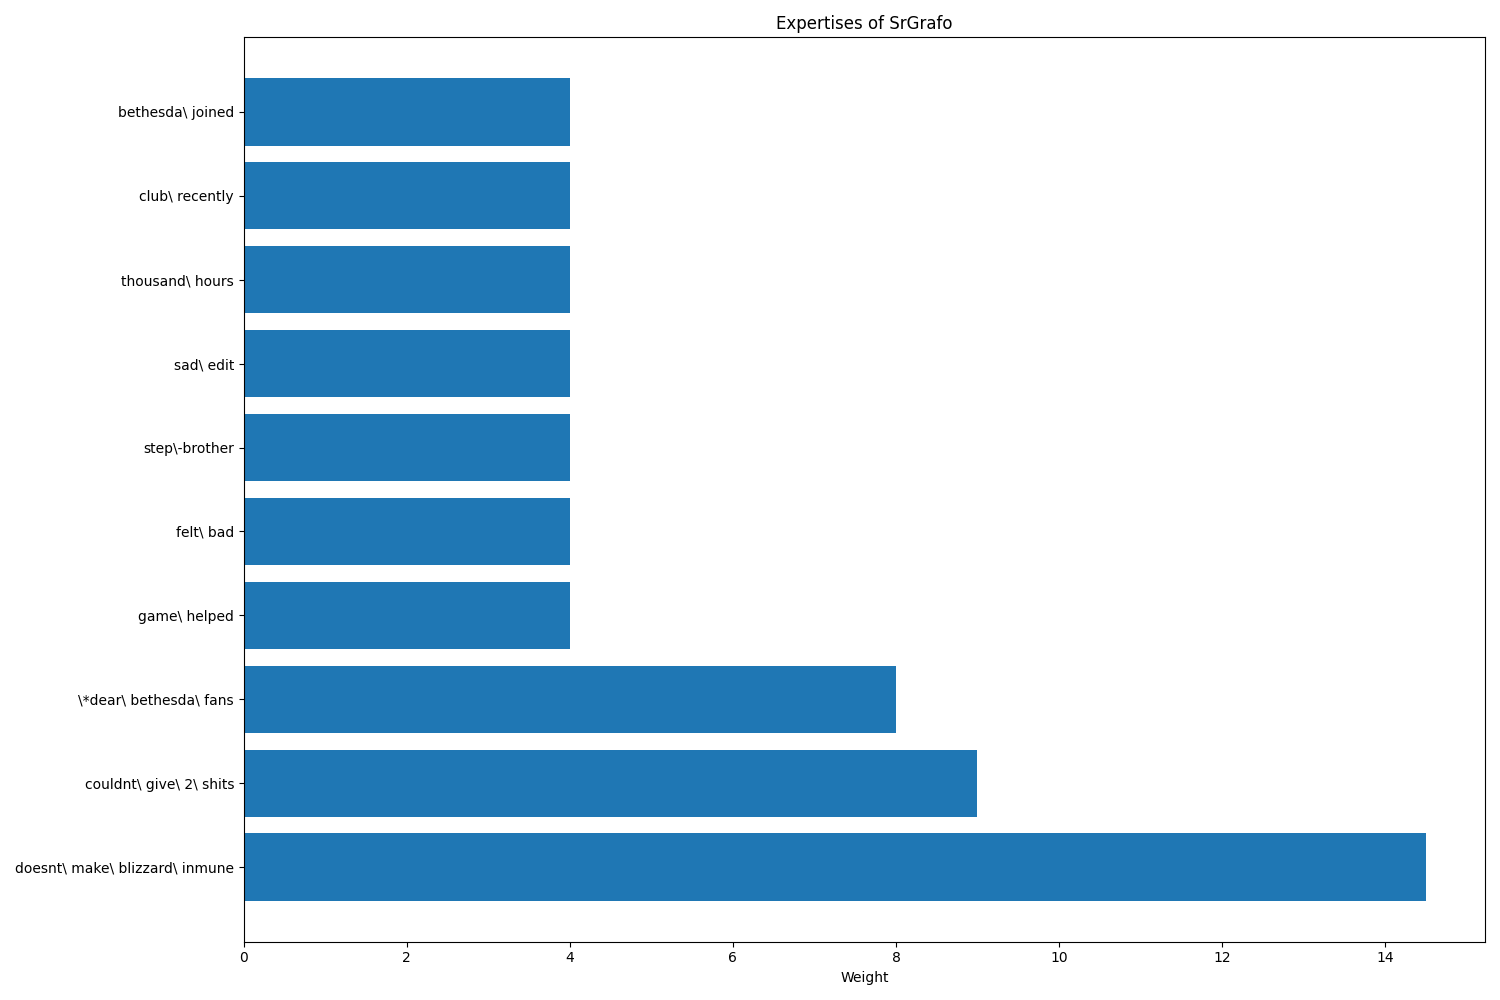 Expertises of SrGrafo
bethesda\ joined
club\ recently
thousand\ hours
sad\ edit
step\-brother
felt\ bad
game\ helped
\*dear\ bethesda\ fans
couldnt\ give\ 2\ shits
doesnt\ make\ blizzard\ inmune
0 2 4 6 8 10 12 14
Weight